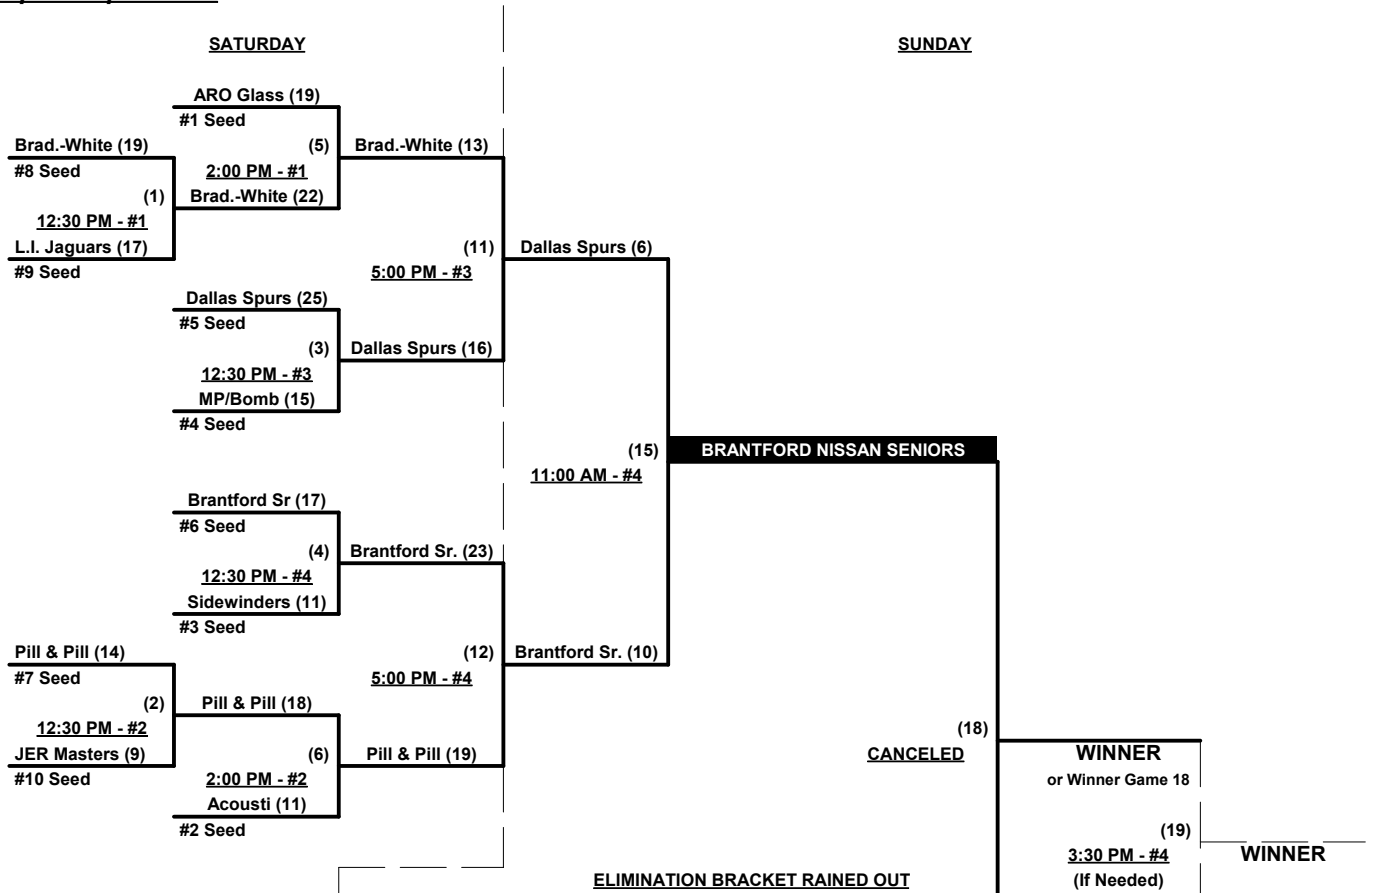 SATURDAY
SUNDAY
ARO Glass (19)
#1 Seed
Brad.-White (19)
(5)
Brad.-White (13)
#8 Seed
2:00 PM - #1
(1)
Brad.-White (22)
12:30 PM - #1
L.I. Jaguars (17)
(11)
Dallas Spurs (6)
#9 Seed
5:00 PM - #3
Dallas Spurs (25)
#5 Seed
(3)
Dallas Spurs (16)
12:30 PM - #3
MP/Bomb (15)
#4 Seed
(15)
BRANTFORD NISSAN SENIORS
11:00 AM - #4
Brantford Sr (17)
#6 Seed
(4)
Brantford Sr. (23)
12:30 PM - #4
Sidewinders (11)
#3 Seed
Pill & Pill (14)
(12)
Brantford Sr. (10)
#7 Seed
5:00 PM - #4
(2)
Pill & Pill (18)
12:30 PM - #2
(18)
JER Masters (9)
(6)
Pill & Pill (19)
CANCELED
WINNER
#10 Seed
2:00 PM - #2
or Winner Game 18
Acousti (11)
#2 Seed
(19)
3:30 PM - #4
WINNER
ELIMINATION BRACKET RAINED OUT
(If Needed)